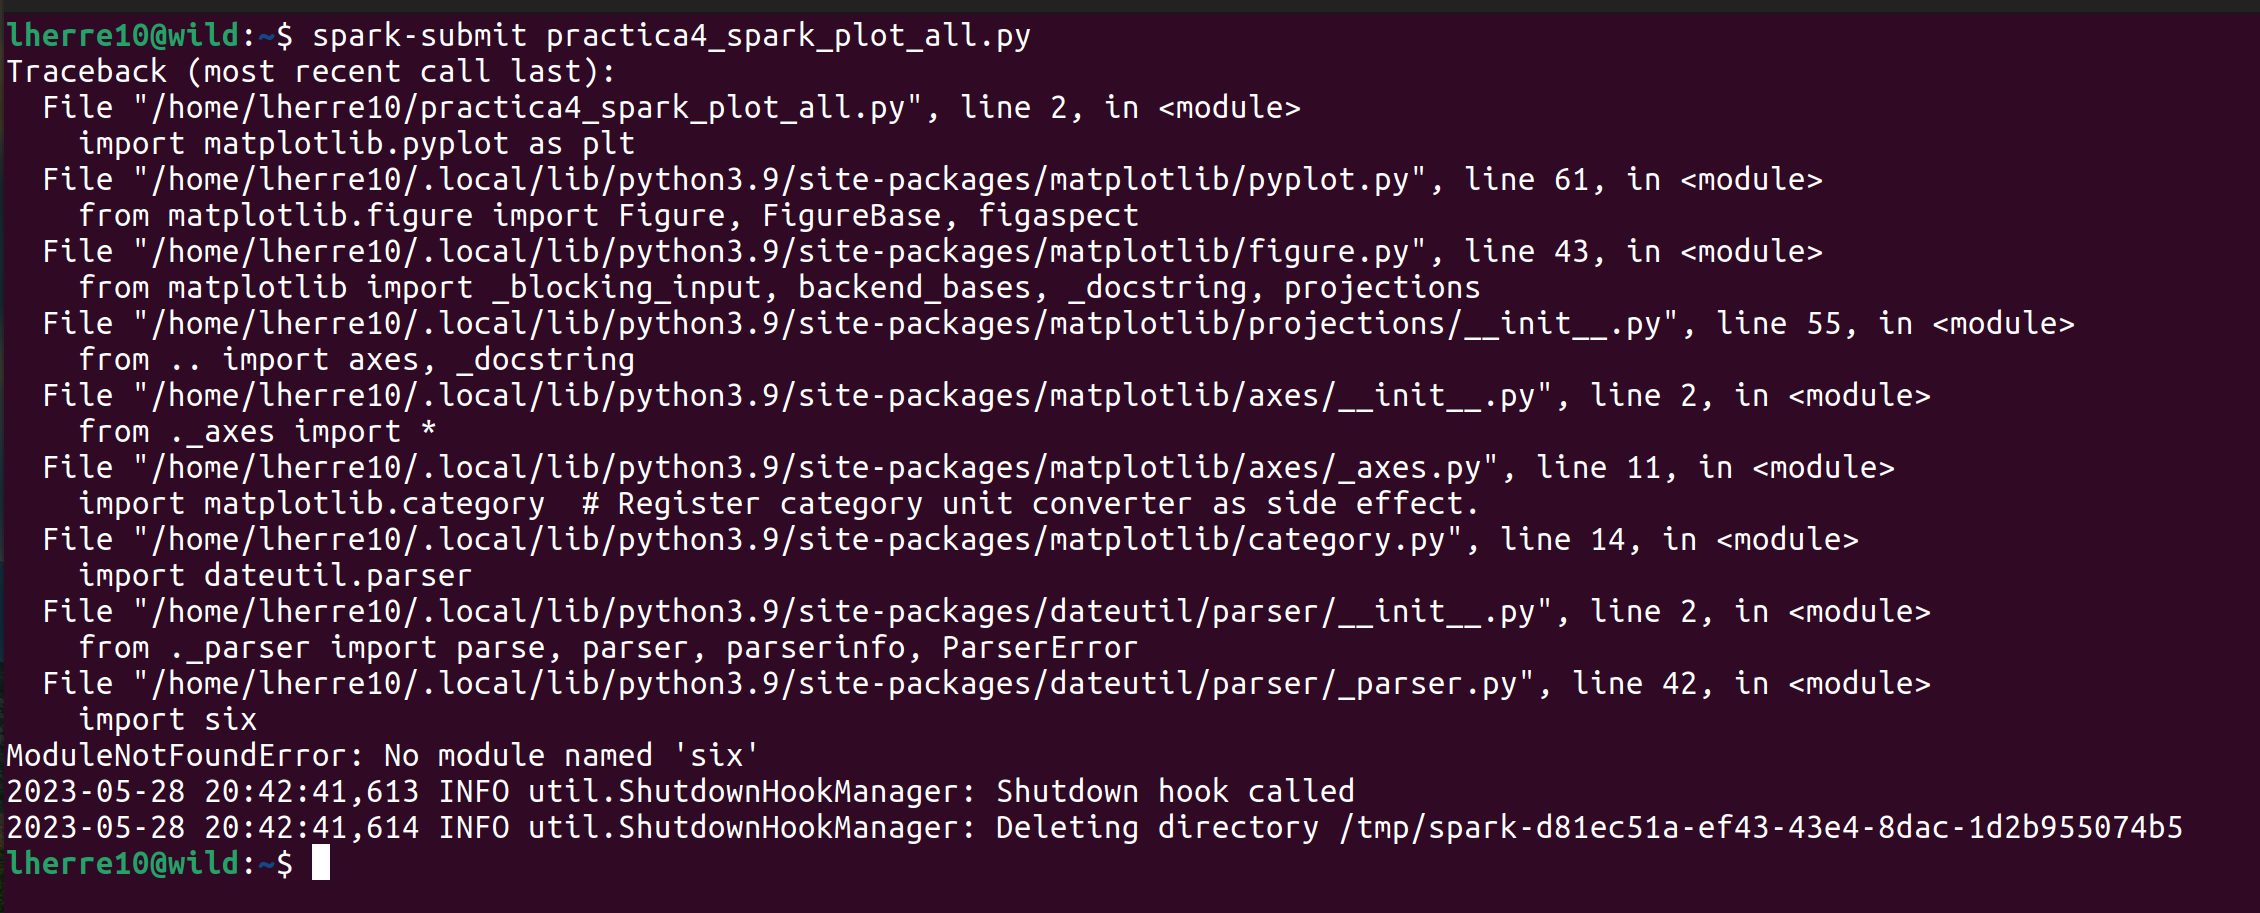 lherre10@wild:~$ spark-submit practica4_spark_plot_all.py
Traceback (most recent call last):
  File "/home/lherre10/practica4_spark_plot_all.py", line 2, in <module>
    import matplotlib.pyplot as plt
  File "/home/lherre10/.local/lib/python3.9/site-packages/matplotlib/pyplot.py", line 61, in <module>
    from matplotlib.figure import Figure, FigureBase, figaspect
  File "/home/lherre10/.local/lib/python3.9/site-packages/matplotlib/figure.py", line 43, in <module>
    from matplotlib import _blocking_input, backend_bases, _docstring, projections
  File "/home/lherre10/.local/lib/python3.9/site-packages/matplotlib/projections/__init__.py", line 55, in <module>
    from .. import axes, _docstring
  File "/home/lherre10/.local/lib/python3.9/site-packages/matplotlib/axes/__init__.py", line 2, in <module>
    from ._axes import *
  File "/home/lherre10/.local/lib/python3.9/site-packages/matplotlib/axes/_axes.py", line 11, in <module>
    import matplotlib.category  # Register category unit converter as side effect.
  File "/home/lherre10/.local/lib/python3.9/site-packages/matplotlib/category.py", line 14, in <module>
    import dateutil.parser
  File "/home/lherre10/.local/lib/python3.9/site-packages/dateutil/parser/__init__.py", line 2, in <module>
    from ._parser import parse, parser, parserinfo, ParserError
  File "/home/lherre10/.local/lib/python3.9/site-packages/dateutil/parser/_parser.py", line 42, in <module>
    import six
ModuleNotFoundError: No module named 'six'
2023-05-28 20:42:41,613 INFO util.ShutdownHookManager: Shutdown hook called
2023-05-28 20:42:41,614 INFO util.ShutdownHookManager: Deleting directory /tmp/spark-d81ec51a-ef43-43e4-8dac-1d2b955074b5
lherre10@wild:~$